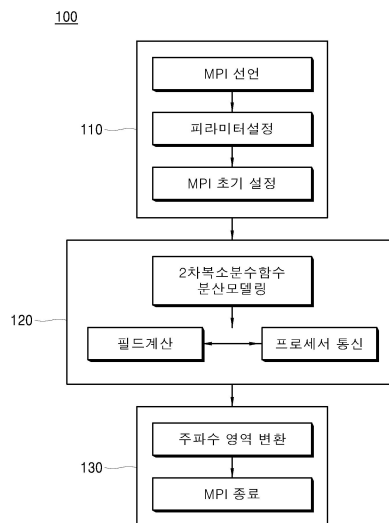 100
110
MPI 선언
피라미터설정
MPI 초기 설정
120
2차복소분수함수
분산모델링
필드계산
프로세서 통신
130
주파수 영역 변환
MPI 종료